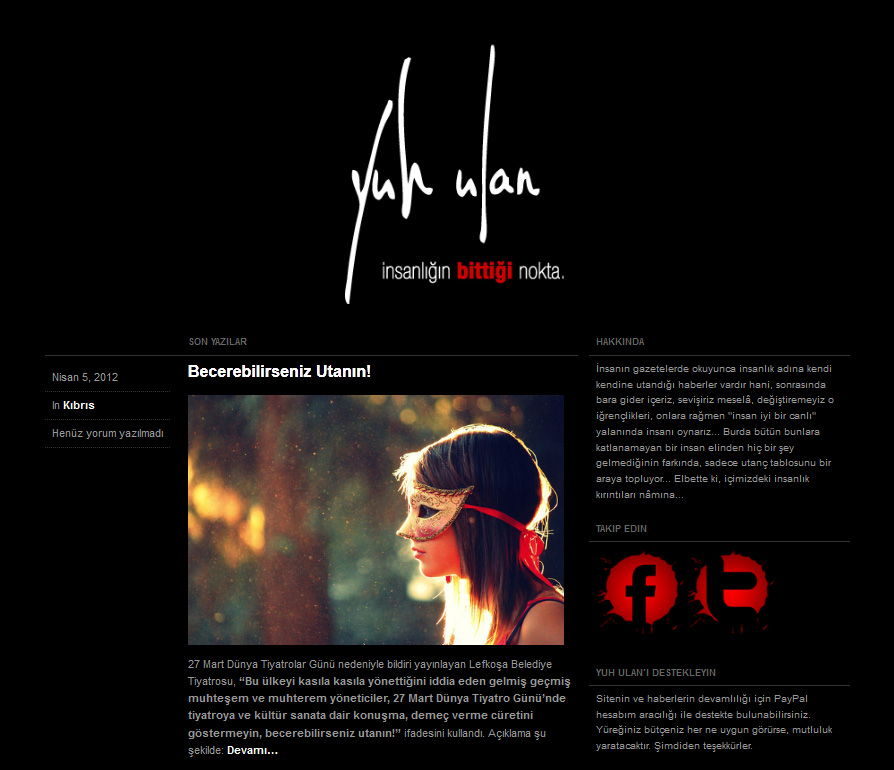 yuh ulan
insanlığın bittiği nokta.
SON YAZILAR
Nisan 5, 2012
In Kıbrıs
Henüz yorum yazılmadı
Becerebilirseniz Utanın!
27 Mart Dünya Tiyatrolar Günü nedeniyle bildiri yayınlayan Lefkoşa Belediye
Tiyatrosu, “Bu ülkeyi kasıla kasıla yönettiğini iddia eden gelmiş geçmiş
muhteşem ve muhterem yöneticiler, 27 Mart Dünya Tiyatro Günü’nde
tiyatroya ve kültür sanata dair konuşma, demeç verme cüretini
göstermeyin, becerebilirseniz utanın!” ifadesini kullandı. Açıklama şu
şekilde: Devamı...
HAKKINDA
İnsanın gazetelerde okuyunca insanlık adına kendi
kendine utandığı haberler vardır hani, sonrasında
bara gider içeriz, sevişiriz meselâ, değiştiremeyiz o
iğrençlikleri, onlara rağmen "insan iyi bir canlı"
yalanında insanı oynarız... Burda bütün bunlara
katlanamayan bir insan elinden hiç bir şey
gelmediğinin farkında, sadece utanç tablosunu bir
araya topluyor... Elbette ki, içimizdeki insanlık
kırıntıları nâmına...
TAKIP EDIN
YUH ULAN'I DESTEKLEYIN
Sitenin ve haberlerin devamlılığı için PayPal
hesabım aracılığı ile destekte bulunabilirsiniz.
Yüreğiniz bütçeniz her ne uygun görürse, mutluluk
yaratacaktır. Şimdiden teşekkürler.